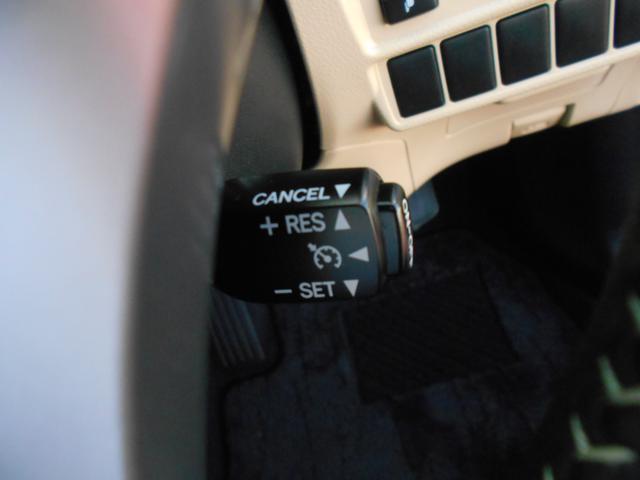 CANCEL ▼
+ RES ▲
◀
− SET ▼
ON-OFF